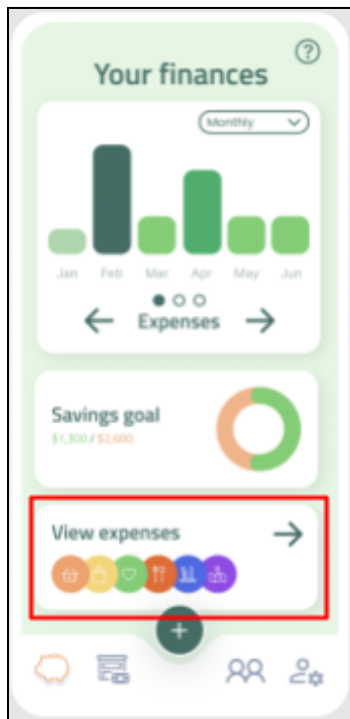 Your finances
?
Monthly
Jan Feb Mar Apr May Jun
Expenses
Savings goal
$1,300 / $2,600
View expenses
+